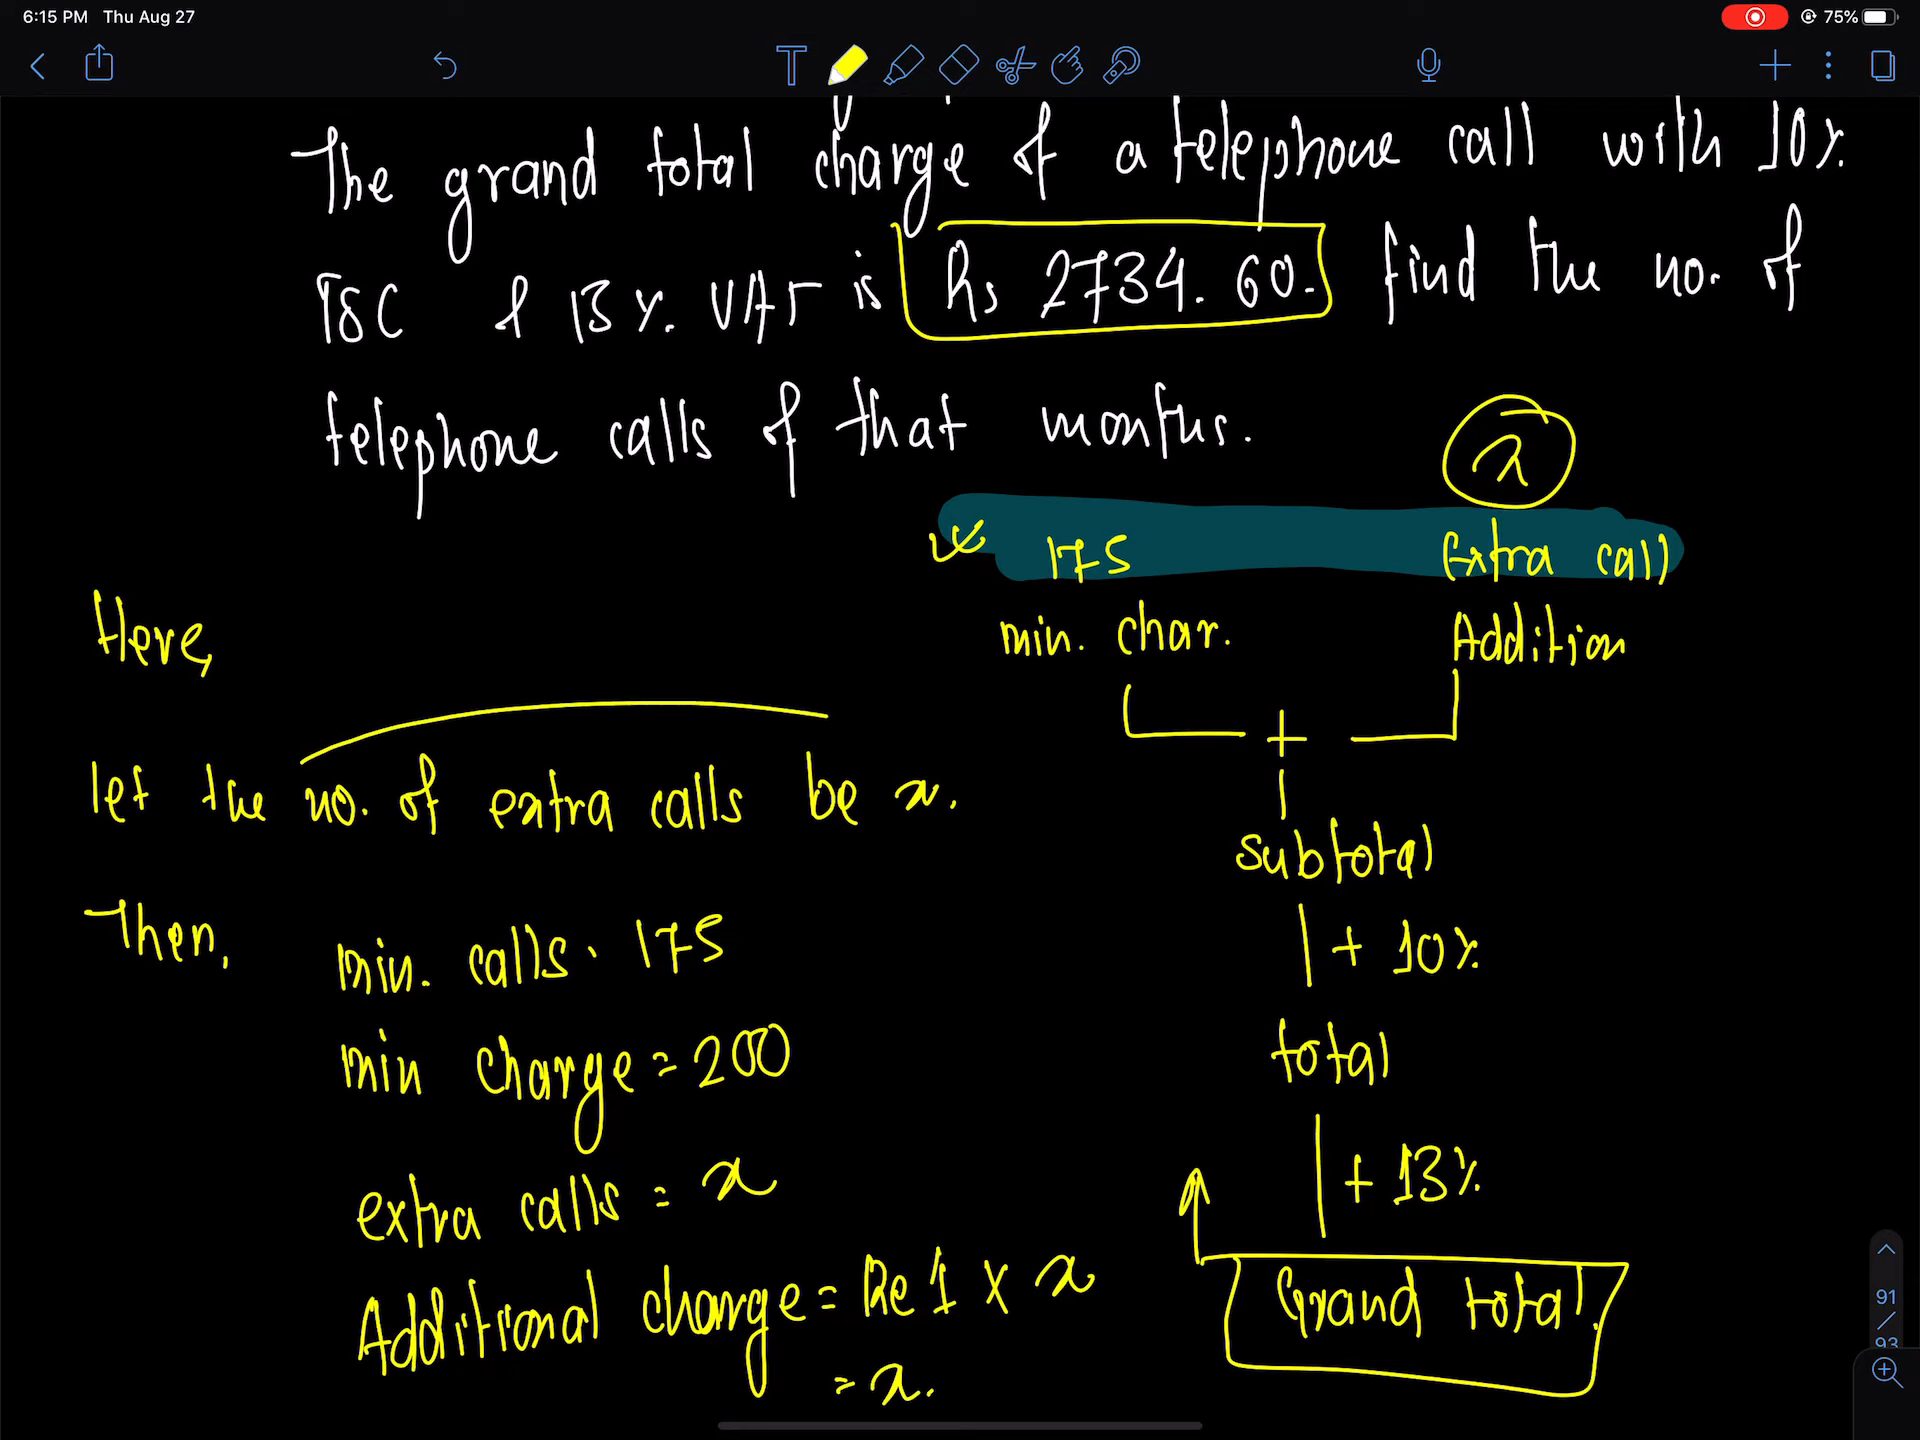 6:15 PM Thu Aug 27
75%
The grand total charge of a telephone call with 10%
TSC & 13%. VAT is Rs 2734.60. find the no. of
telephone calls of that months.
x
175 Extra call
min. char. Addition
+
Here,
let the no. of extra calls be x.
subtotal
Then, min. calls. 175
+ 10%
min charge = 200
total
extra calls = x
+ 13%
Additional charge = Re 1 × x
Grand total.
= x.
91
/
93